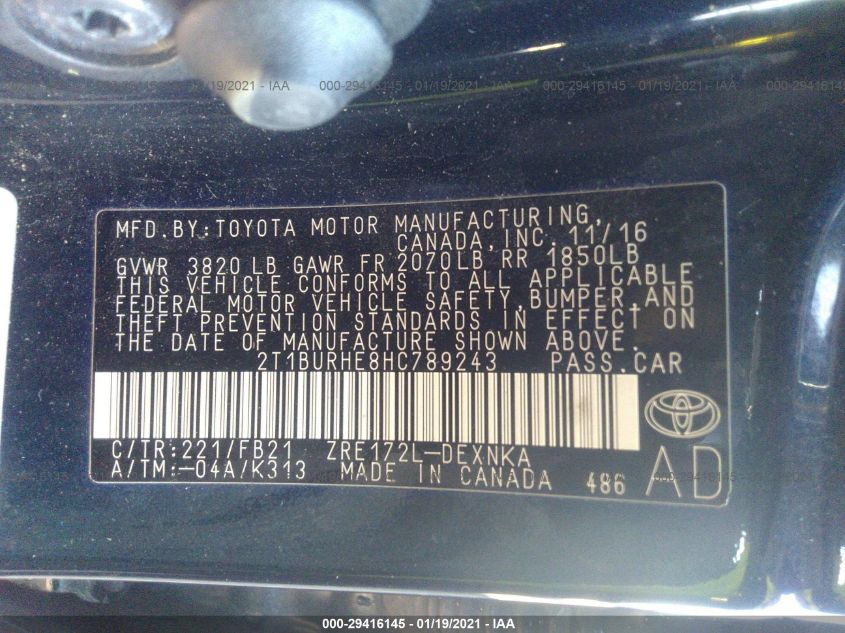 000-29416145 - 01/19/2021 - IAA
MFD.BY:TOYOTA MOTOR MANUFACTURING,
CANADA,INC. 11/16
GVWR 3820 LB GAWR FR 2070LB RR 1850LB
THIS VEHICLE CONFORMS TO ALL APPLICABLE
FEDERAL MOTOR VEHICLE SAFETY,BUMPER,AND
THEFT PREVENTION STANDARDS IN EFFECT ON
THE DATE OF MANUFACTURE SHOWN ABOVE.
2T1BURHE8HC789243 PASS.CAR
C/TR:221/FB21 ZRE172L-DEXNKA
A/TM:-04A/K313 MADE IN CANADA 486 AD
000-29416145 - 01/19/2021 - IAA